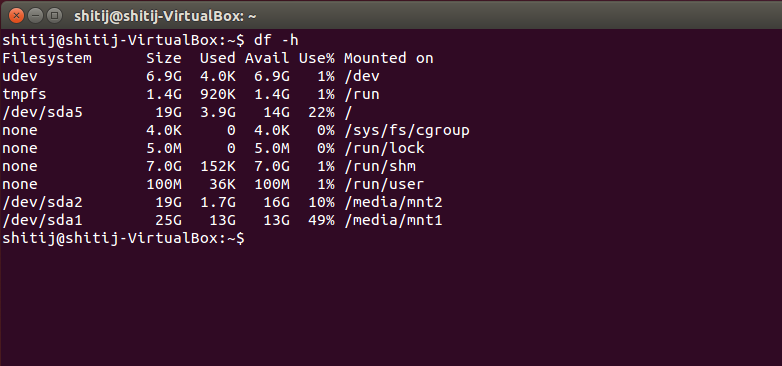 shitij@shitij-VirtualBox: ~
shitij@shitij-VirtualBox:~$ df -h
Filesystem      Size  Used Avail Use% Mounted on
udev            6.9G  4.0K  6.9G   1% /dev
tmpfs           1.4G  920K  1.4G   1% /run
/dev/sda5        19G  3.9G   14G  22% /
none            4.0K     0  4.0K   0% /sys/fs/cgroup
none            5.0M     0  5.0M   0% /run/lock
none            7.0G  152K  7.0G   1% /run/shm
none            100M   36K  100M   1% /run/user
/dev/sda2        19G  1.7G   16G  10% /media/mnt2
/dev/sda1        25G   13G   13G  49% /media/mnt1
shitij@shitij-VirtualBox:~$